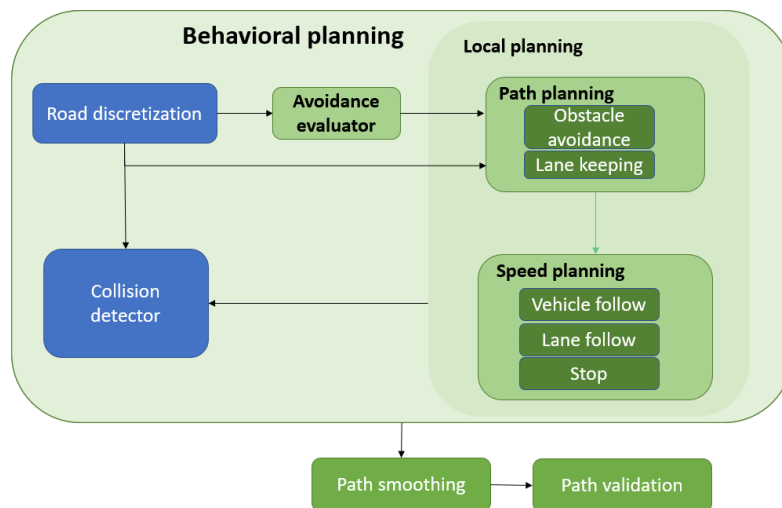 Behavioral planning
Local planning
Road discretization
Avoidance
evaluator
Path planning
Obstacle
avoidance
Lane keeping
Collision
detector
Speed planning
Vehicle follow
Lane follow
Stop
Path smoothing
Path validation